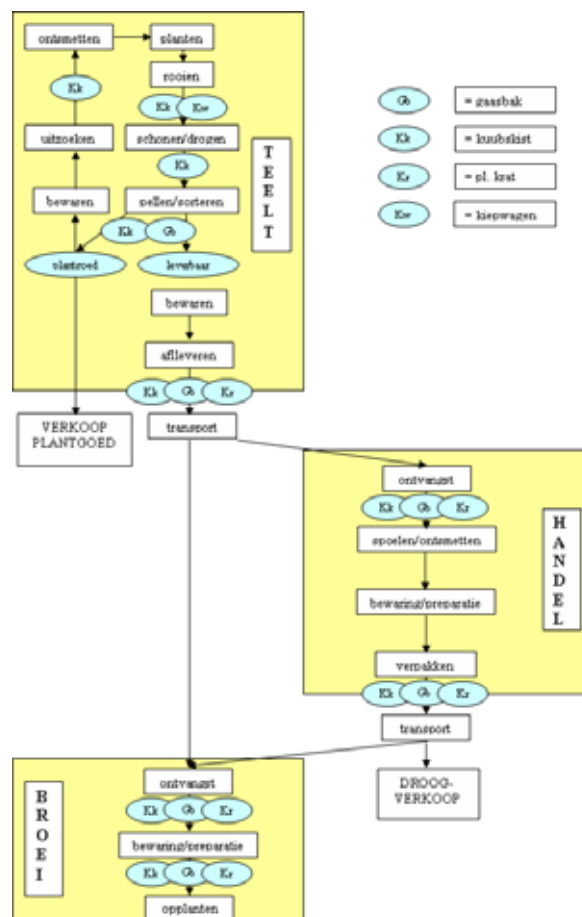 ontsmetten
planten
rooien
Kk
Kk
Kw
uitzoeken
schonen/drogen
Kk
bewaren
pellen/sorteren
Kk
Gb
plantgoed
leverbaar
bewaren
afleveren
Kk
Gb
Kr
TEELT
Gb
= gaasbak
Kk
= kuubskist
Kr
= pl. krat
Kw
= kiepwagen
VERKOOP
PLANTGOED
transport
ontvangst
Kk
Gb
Kr
spoelen/ontsmetten
bewaring/preparatie
verpakken
Kk
Gb
Kr
HANDEL
transport
DROOG-
VERKOOP
BROEI
ontvangst
Kk
Gb
Kr
bewaring/preparatie
Kk
Gb
Kr
opplanten